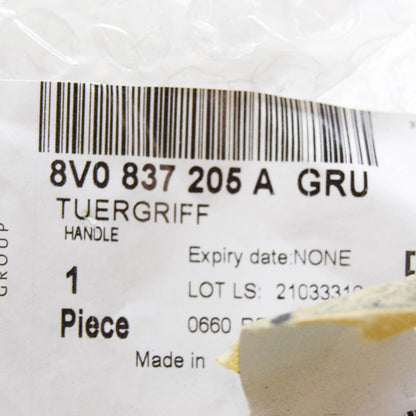 8V0 837 205 A GRU
TUERGRIFF
HANDLE
GROUP
Expiry date:NONE
1
LOT LS:
Piece
0660
Made in